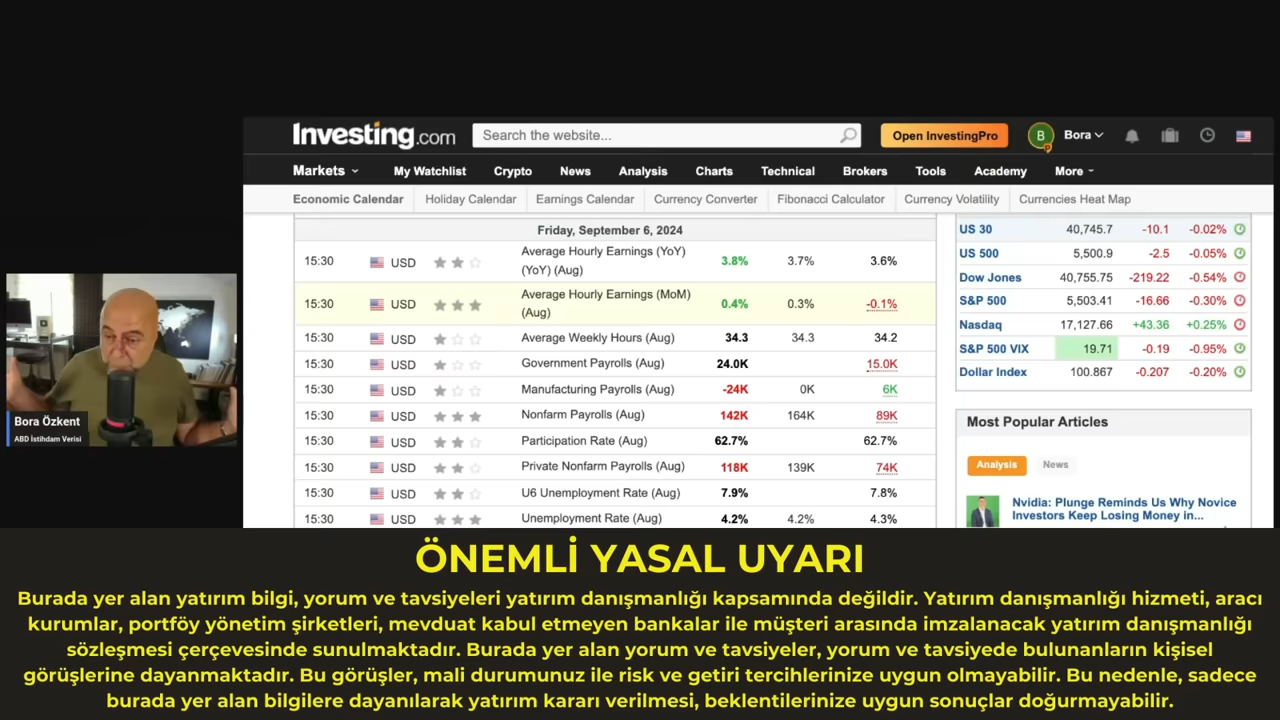 Investing.com
Search the website...
Open InvestingPro
B
Bora
Markets
My Watchlist
Crypto
News
Analysis
Charts
Technical
Brokers
Tools
Academy
More
Economic Calendar
Holiday Calendar
Earnings Calendar
Currency Converter
Fibonacci Calculator
Currency Volatility
Currencies Heat Map
Friday, September 6, 2024
15:30 USD Average Hourly Earnings (YoY) 3.8% 3.7% 3.6%
(YoY) (Aug)
15:30 USD Average Hourly Earnings (MoM) 0.4% 0.3% -0.1%
(Aug)
15:30 USD Average Weekly Hours (Aug) 34.3 34.3 34.2
15:30 USD Government Payrolls (Aug) 24.0K 15.0K
15:30 USD Manufacturing Payrolls (Aug) -24K 0K 6K
15:30 USD Nonfarm Payrolls (Aug) 142K 164K 89K
15:30 USD Participation Rate (Aug) 62.7% 62.7%
15:30 USD Private Nonfarm Payrolls (Aug) 118K 139K 74K
15:30 USD U6 Unemployment Rate (Aug) 7.9% 7.8%
15:30 USD Unemployment Rate (Aug) 4.2% 4.2% 4.3%
US 30 40,745.7 -10.1 -0.02%
US 500 5,500.9 -2.5 -0.05%
Dow Jones 40,755.75 -219.22 -0.54%
S&P 500 5,503.41 -16.66 -0.30%
Nasdaq 17,127.66 +43.36 +0.25%
S&P 500 VIX 19.71 -0.19 -0.95%
Dollar Index 100.867 -0.207 -0.20%
Most Popular Articles
Analysis
News
Nvidia: Plunge Reminds Us Why Novice
Investors Keep Losing Money in...
Bora Özkent
ABD İstihdam Verisi
ÖNEMLİ YASAL UYARI
Burada yer alan yatırım bilgi, yorum ve tavsiyeleri yatırım danışmanlığı kapsamında değildir. Yatırım danışmanlığı hizmeti, aracı
kurumlar, portföy yönetim şirketleri, mevduat kabul etmeyen bankalar ile müşteri arasında imzalanacak yatırım danışmanlığı
sözleşmesi çerçevesinde sunulmaktadır. Burada yer alan yorum ve tavsiyeler, yorum ve tavsiyede bulunanların kişisel
görüşlerine dayanmaktadır. Bu görüşler, mali durumunuz ile risk ve getiri tercihlerinize uygun olmayabilir. Bu nedenle, sadece
burada yer alan bilgilere dayanılarak yatırım kararı verilmesi, beklentilerinize uygun sonuçlar doğurmayabilir.